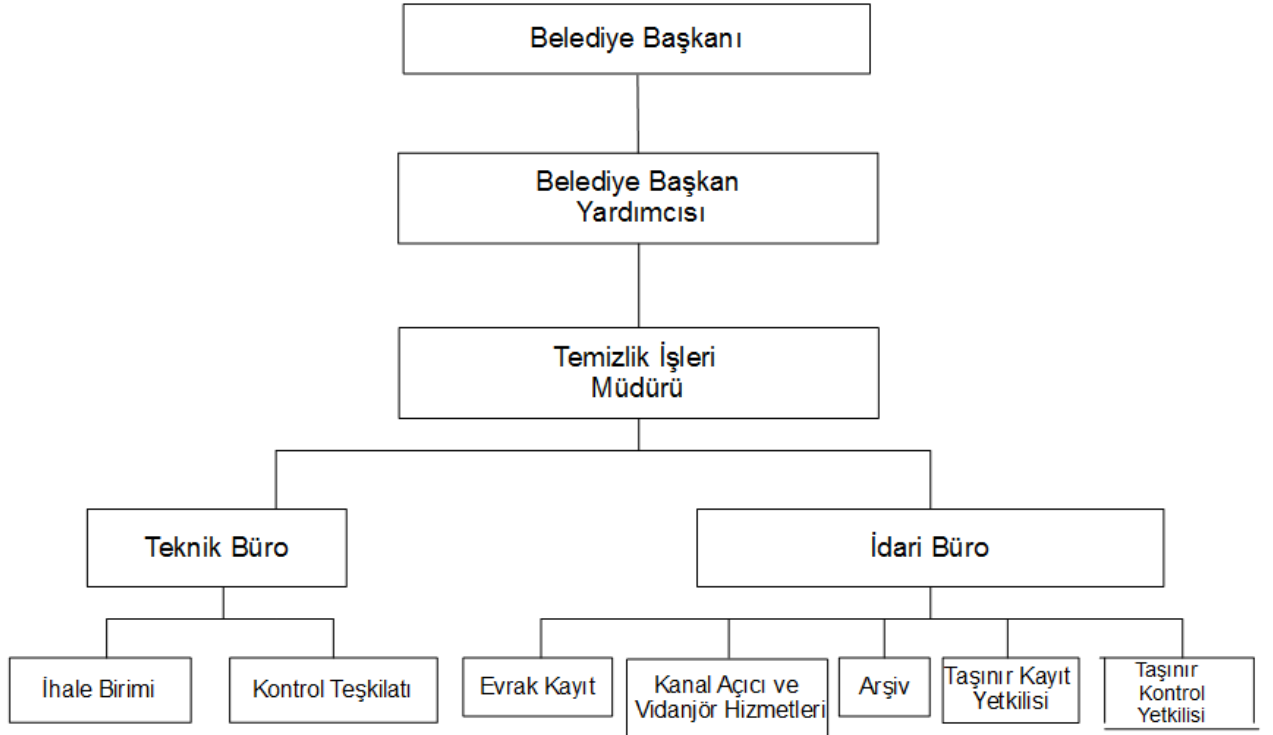 Belediye Başkanı
Belediye Başkan
Yardımcısı
Temizlik İşleri
Müdürü
Teknik Büro
İdari Büro
İhale Birimi
Kontrol Teşkilatı
Evrak Kayıt
Kanal Açıcı ve
Vidanjör Hizmetleri
Arşiv
Taşınır Kayıt
Yetkilisi
Taşınır
Kontrol
Yetkilisi